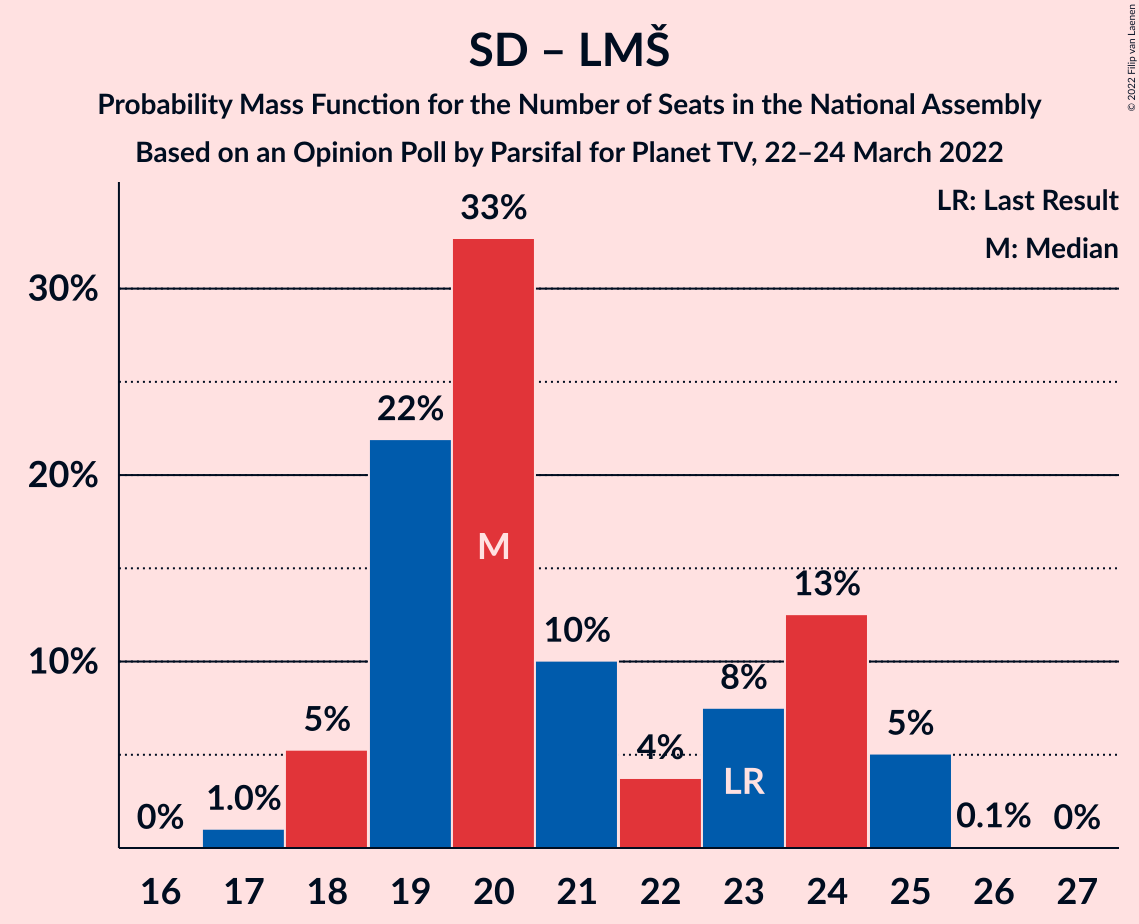 SD – LMŠ
Probability Mass Function for the Number of Seats in the National Assembly
Based on an Opinion Poll by Parsifal for Planet TV, 22–24 March 2022
© 2022 Filip van Laenen
LR: Last Result
M: Median
33%
30%
22%
20%
M
13%
10%
10%
8%
5%
4%
5%
LR
0%
1.0%
0.1%
0%
16 17 18 19 20 21 22 23 24 25 26 27